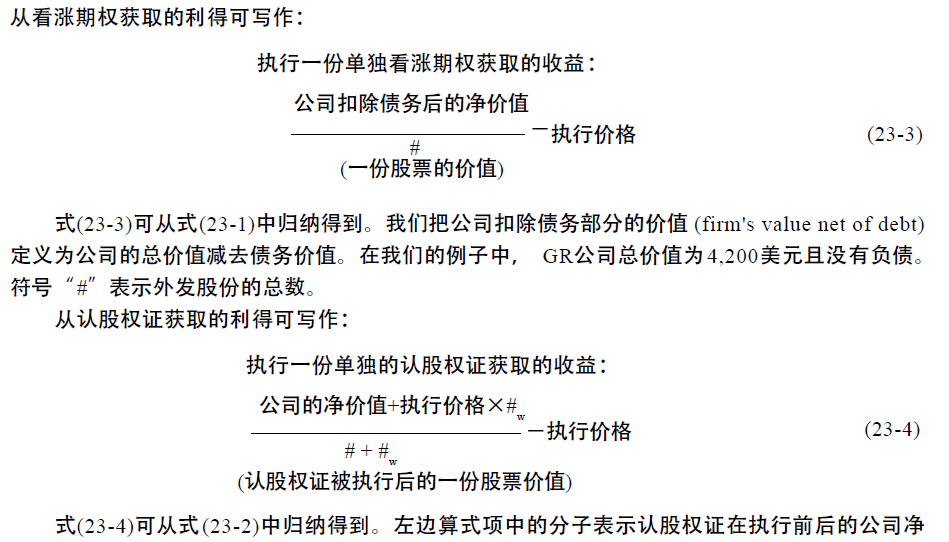 从看涨期权获取的利得可写作：
执行一份单独看涨期权获取的收益：
公司扣除债务后的净价值
－执行价格
(23-3)
#
(一份股票的价值)
式(23-3)可从式(23-1)中归纳得到。我们把公司扣除债务部分的价值 (firm's value net of debt)
定义为公司的总价值减去债务价值。在我们的例子中， GR公司总价值为4,200美元且没有负债。
符号“#”表示外发股份的总数。
从认股权证获取的利得可写作：
执行一份单独的认股权证获取的收益：
公司的净价值+执行价格×#w
－执行价格
(23-4)
# + #w
(认股权证被执行后的一份股票价值)
式(23-4)可从式(23-2)中归纳得到。左边算式项中的分子表示认股权证在执行前后的公司净